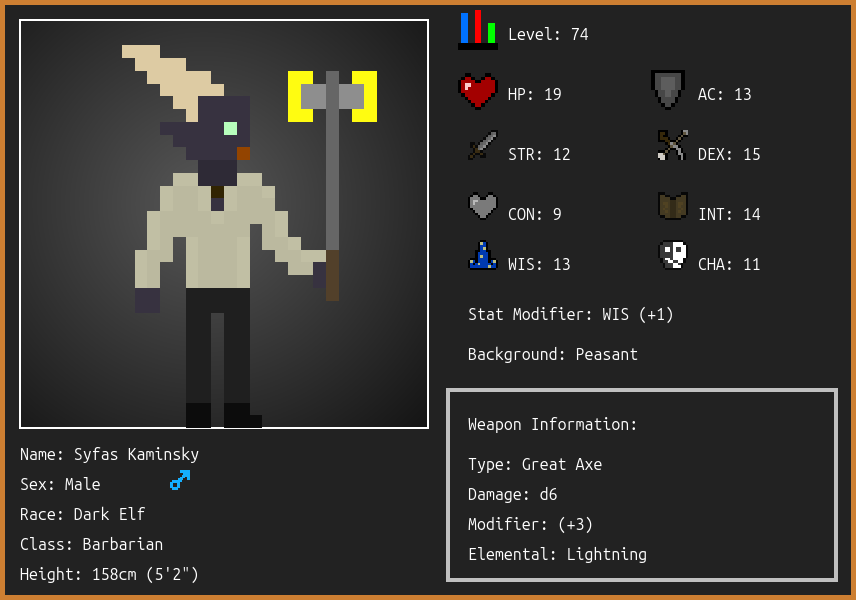 Level: 74
HP: 19
AC: 13
STR: 12
DEX: 15
CON: 9
INT: 14
WIS: 13
CHA: 11
Stat Modifier: WIS (+1)
Background: Peasant
Weapon Information:
Type: Great Axe
Damage: d6
Modifier: (+3)
Elemental: Lightning
Name: Syfas Kaminsky
Sex: Male
Race: Dark Elf
Class: Barbarian
Height: 158cm (5'2")